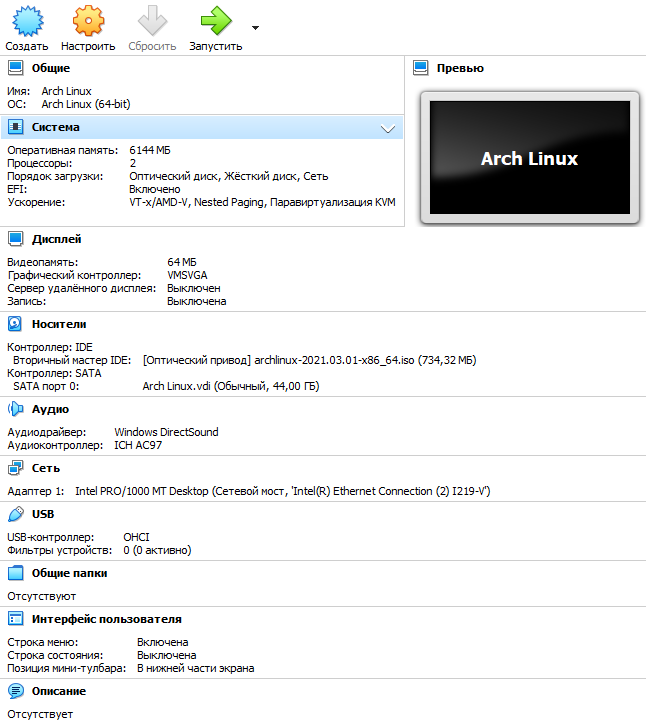 Создать Настроить Сбросить Запустить
Общие
Имя: Arch Linux
ОС: Arch Linux (64-bit)
Превью
Arch Linux
Система
Оперативная память: 6144 МБ
Процессоры: 2
Порядок загрузки: Оптический диск, Жёсткий диск, Сеть
EFI: Включено
Ускорение: VT-x/AMD-V, Nested Paging, Паравиртуализация KVM
Дисплей
Видеопамять: 64 МБ
Графический контроллер: VMSVGA
Сервер удалённого дисплея: Выключен
Запись: Выключена
Носители
Контроллер: IDE
Вторичный мастер IDE: [Оптический привод] archlinux-2021.03.01-x86_64.iso (734,32 МБ)
Контроллер: SATA
SATA порт 0: Arch Linux.vdi (Обычный, 44,00 ГБ)
Аудио
Аудиодрайвер: Windows DirectSound
Аудиоконтроллер: ICH AC97
Сеть
Адаптер 1: Intel PRO/1000 MT Desktop (Сетевой мост, 'Intel(R) Ethernet Connection (2) I219-V')
USB
USB-контроллер: OHCI
Фильтры устройств: 0 (0 активно)
Общие папки
Отсутствуют
Интерфейс пользователя
Строка меню: Включена
Строка состояния: Выключена
Позиция мини-тулбара: В нижней части экрана
Описание
Отсутствует